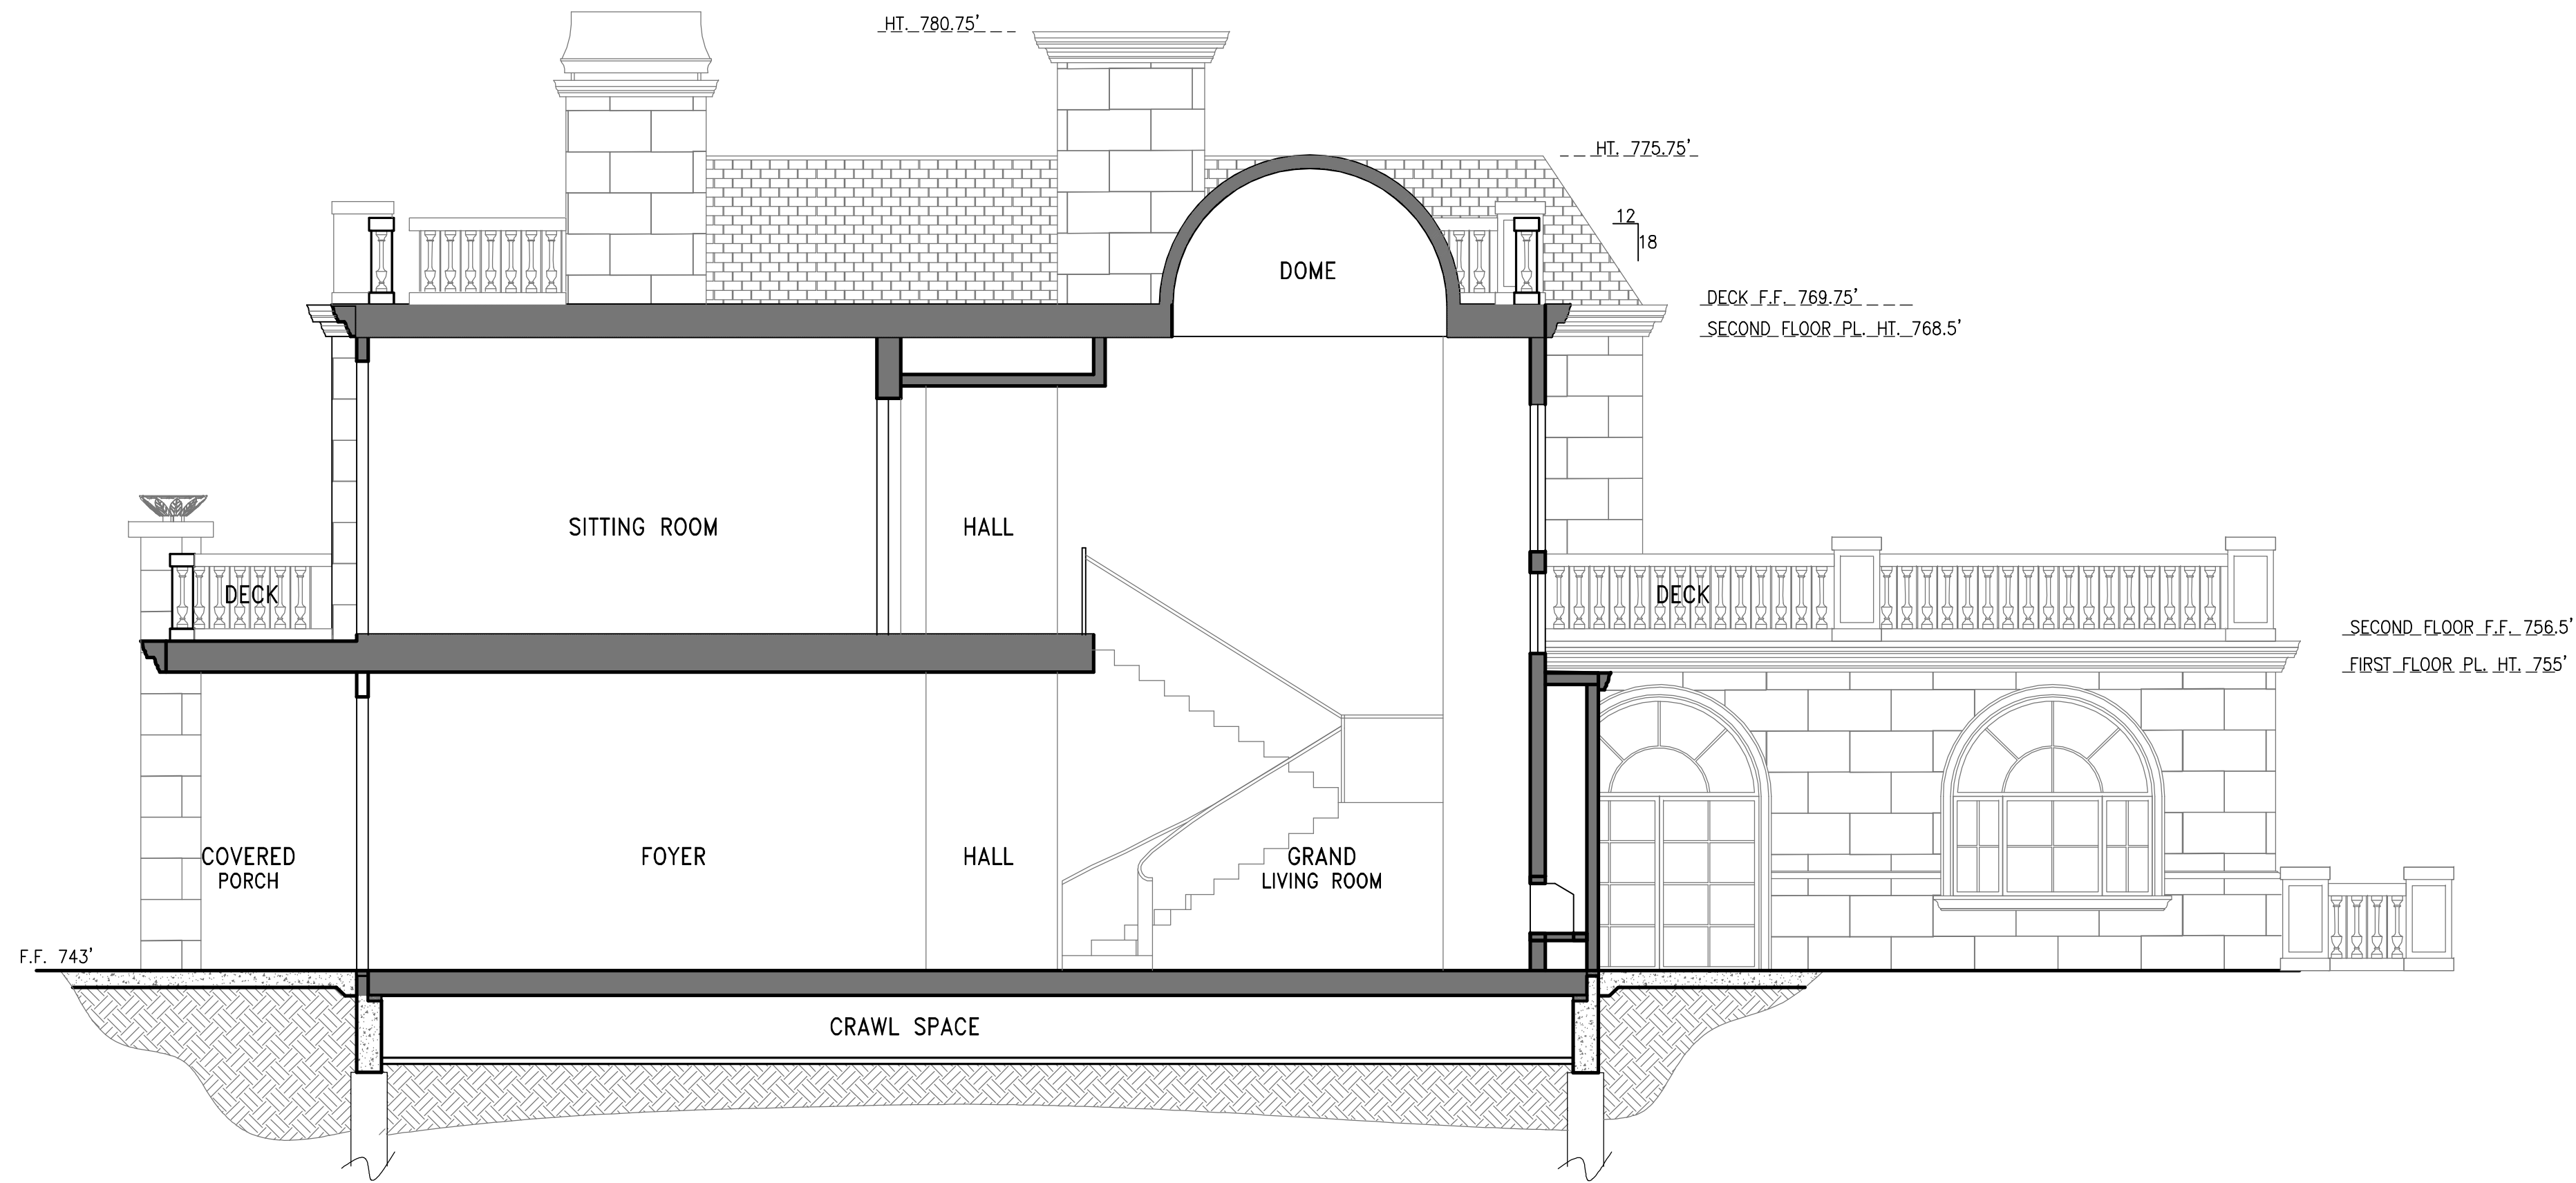 HT. 780.75'
HT. 775.75'
12
18
DOME
DECK F.F. 769.75'
SECOND FLOOR PL. HT. 768.5'
SITTING ROOM
HALL
DECK
DECK
SECOND FLOOR F.F. 756.5'
FIRST FLOOR PL. HT. 755'
COVERED
PORCH
FOYER
HALL
GRAND
LIVING ROOM
F.F. 743'
CRAWL SPACE